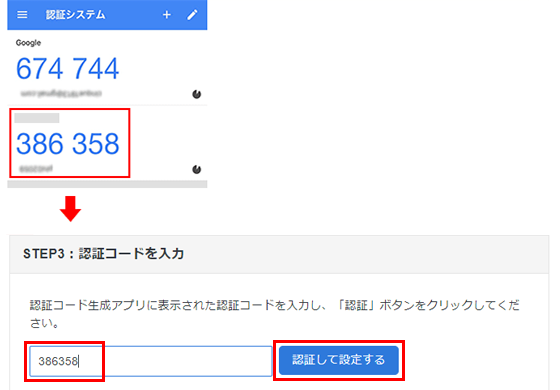 認証システム
Google
674 744
386 358
STEP3：認証コードを入力
認証コード生成アプリに表示された認証コードを入力し、「認証」ボタンをクリックしてくだ
さい。
386358
認証して設定する